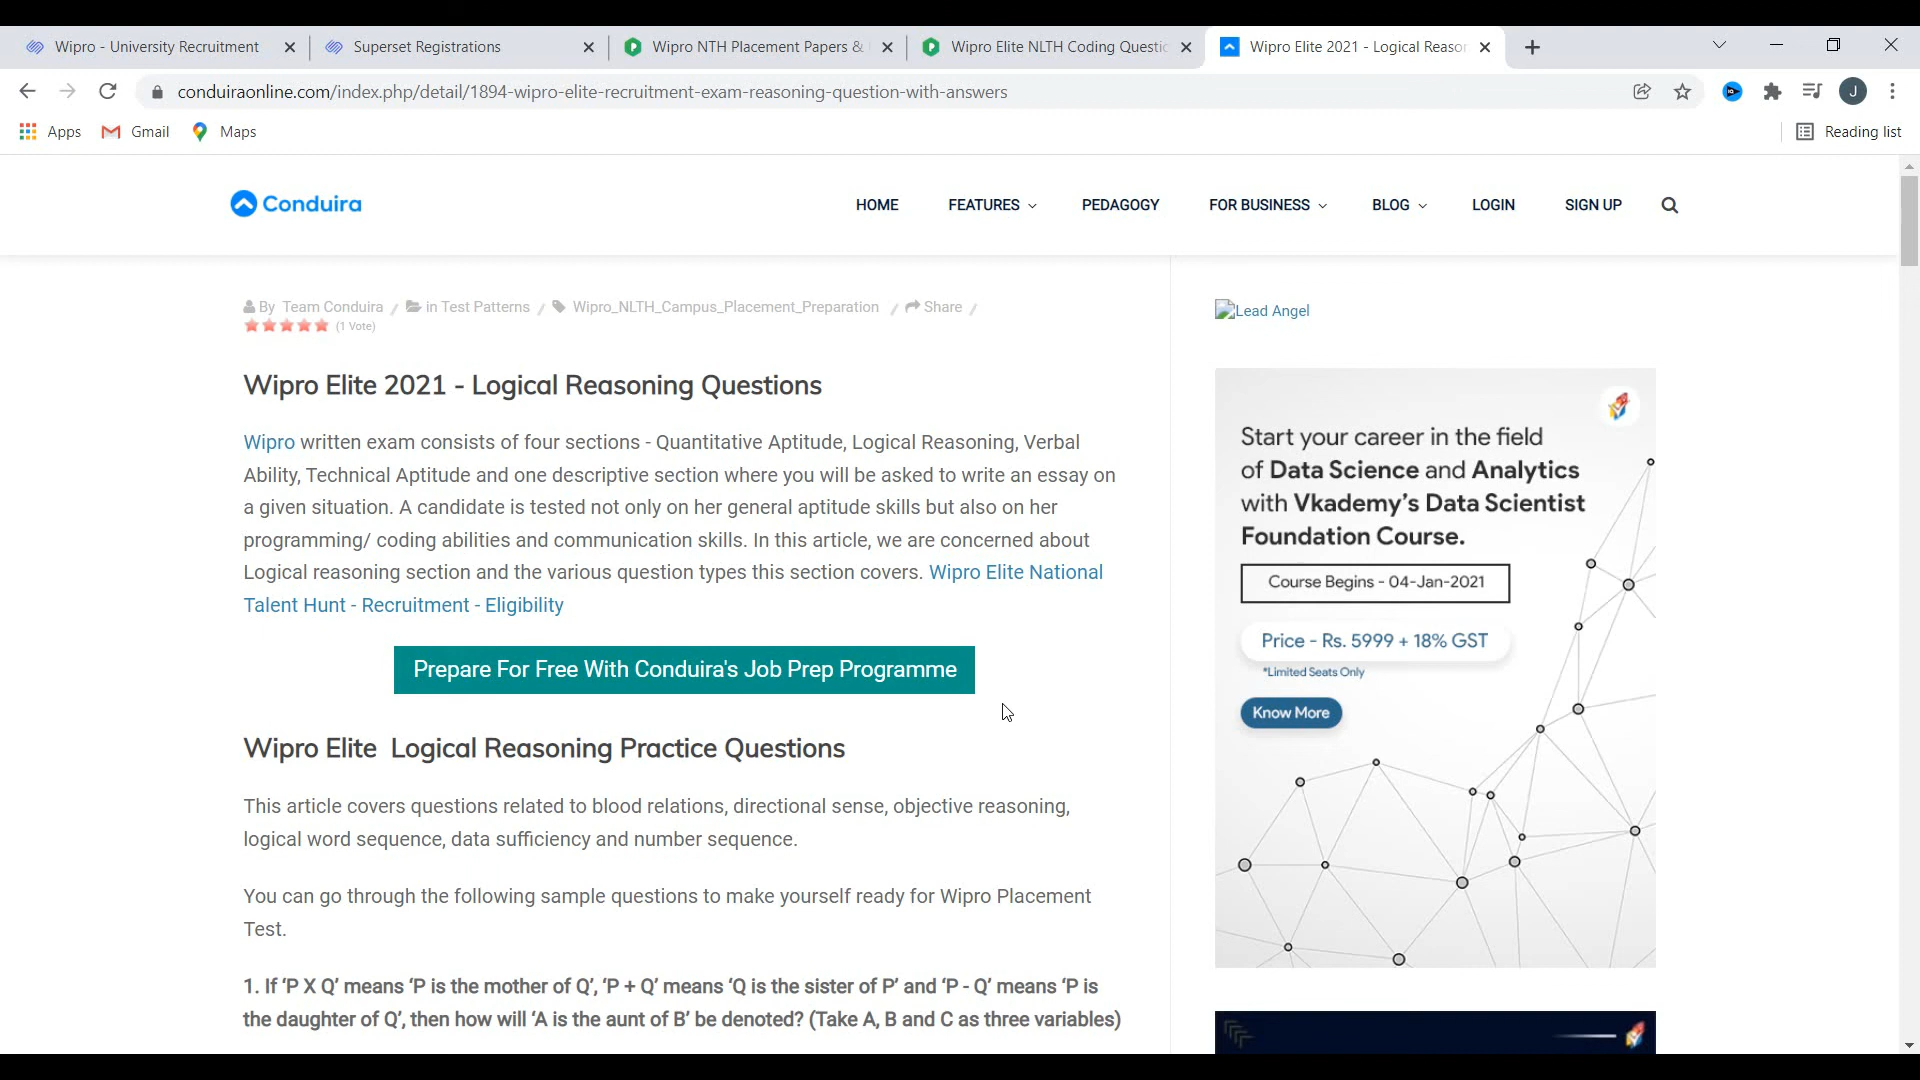 Wipro - University Recruitment
Superset Registrations
Wipro NTH Placement Papers &
Wipro Elite NLTH Coding Questic
Wipro Elite 2021 - Logical Reasor
conduiraonline.com/index.php/detail/1894-wipro-elite-recruitment-exam-reasoning-question-with-answers
J
Apps
Gmail
Maps
Reading list
Conduira
HOME
FEATURES
PEDAGOGY
FOR BUSINESS
BLOG
LOGIN
SIGN UP
By Team Conduira / in Test Patterns / Wipro_NLTH_Campus_Placement_Preparation / Share /
(1 Vote)
Wipro Elite 2021 - Logical Reasoning Questions
Wipro written exam consists of four sections - Quantitative Aptitude, Logical Reasoning, Verbal
Ability, Technical Aptitude and one descriptive section where you will be asked to write an essay on
a given situation. A candidate is tested not only on her general aptitude skills but also on her
programming/ coding abilities and communication skills. In this article, we are concerned about
Logical reasoning section and the various question types this section covers. Wipro Elite National
Talent Hunt - Recruitment - Eligibility
Prepare For Free With Conduira's Job Prep Programme
Wipro Elite Logical Reasoning Practice Questions
This article covers questions related to blood relations, directional sense, objective reasoning,
logical word sequence, data sufficiency and number sequence.
You can go through the following sample questions to make yourself ready for Wipro Placement
Test.
1. If ‘P X Q’ means ‘P is the mother of Q’, ‘P + Q’ means ‘Q is the sister of P’ and ‘P - Q’ means ‘P is
the daughter of Q’, then how will ‘A is the aunt of B’ be denoted? (Take A, B and C as three variables)
Lead Angel
Start your career in the field
of Data Science and Analytics
with Vkademy’s Data Scientist
Foundation Course.
Course Begins - 04-Jan-2021
Price - Rs. 5999 + 18% GST
*Limited Seats Only
Know More